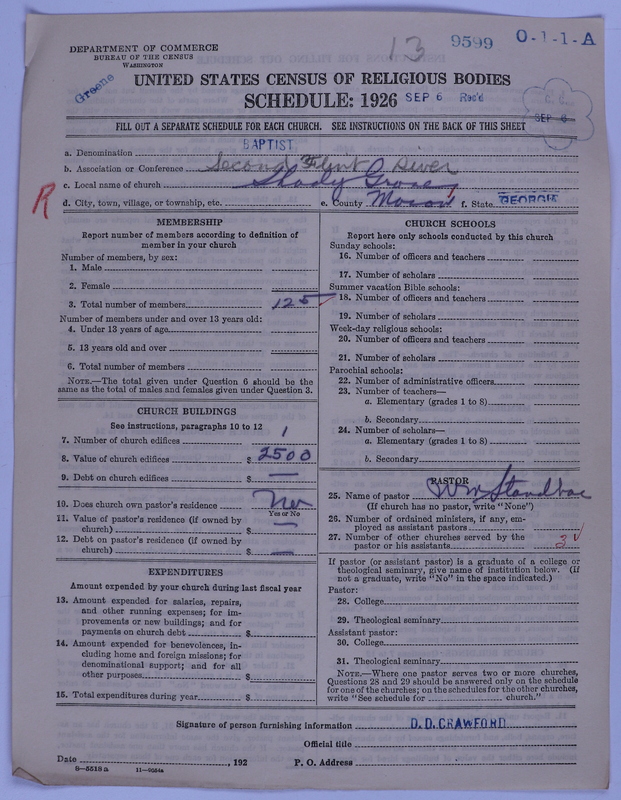 13 9599 O-1-1-A
DEPARTMENT OF COMMERCE
BUREAU OF THE CENSUS
WASHINGTON
Greene
UNITED STATES CENSUS OF RELIGIOUS BODIES
SCHEDULE: 1926 SEP 6 Rec'd
SEP 8
FILL OUT A SEPARATE SCHEDULE FOR EACH CHURCH. SEE INSTRUCTIONS ON THE BACK OF THIS SHEET
a. Denomination BAPTIST
b. Association or Conference Second Flint River
c. Local name of church Shady Grove
R
d. City, town, village, or township, etc. e. County Macon f. State GEORGIA
MEMBERSHIP
Report number of members according to definition of
member in your church
Number of members, by sex:
1. Male
2. Female
3. Total number of members 125
Number of members under and over 13 years old:
4. Under 13 years of age
5. 13 years old and over
6. Total number of members
NOTE.—The total given under Question 6 should be
same as the total of males and females given under Question 3.
CHURCH BUILDINGS
See instructions, paragraphs 10 to 12
7. Number of church edifices 1
8. Value of church edifices $ 2500
9. Debt on church edifices $ —
10. Does church own pastor's residence No
Yes or No
11. Value of pastor's residence (if owned by
church) $ —
12. Debt on pastor's residence (if owned by
church) $ —
EXPENDITURES
Amount expended by your church during last fiscal year
13. Amount expended for salaries, repairs,
and other running expenses; for im-
provements or new buildings; and for
payments on church debt $
14. Amount expended for benevolences, in-
cluding home and foreign missions; for
denominational support; and for all
other purposes $
15. Total expenditures during year $
CHURCH SCHOOLS
Report here only schools conducted by this church
Sunday schools:
16. Number of officers and teachers
17. Number of scholars
Summer vacation Bible schools:
18. Number of officers and teachers
19. Number of scholars
Week-day religious schools:
20. Number of officers and teachers
21. Number of scholars
Parochial schools:
22. Number of administrative officers
23. Number of teachers—
a. Elementary (grades 1 to 8)
b. Secondary
24. Number of scholars—
a. Elementary (grades 1 to 8)
b. Secondary
PASTOR
25. Name of pastor Wm
(If church has no pastor, write "None")
26. Number of ordained ministers, if any, em-
ployed as assistant pastors
27. Number of other churches served by the
pastor or his assistants 3 √
If pastor (or assistant pastor) is a graduate of a college or
theological seminary, give name of institution below. (If
not a graduate, write "No" in the space indicated.)
Pastor:
28. College
29. Theological seminary
Assistant pastor:
30. College
31. Theological seminary
NOTE.—Where one pastor serves two or more churches,
Questions 28 and 29 should be answered only on the schedule
for one of the churches; on the schedules for the other churches,
write "See schedule for church."
Signature of person furnishing information D. D. CRAWFORD
Official title
Date , 192 P. O. Address
8—5518 a 11—9054a